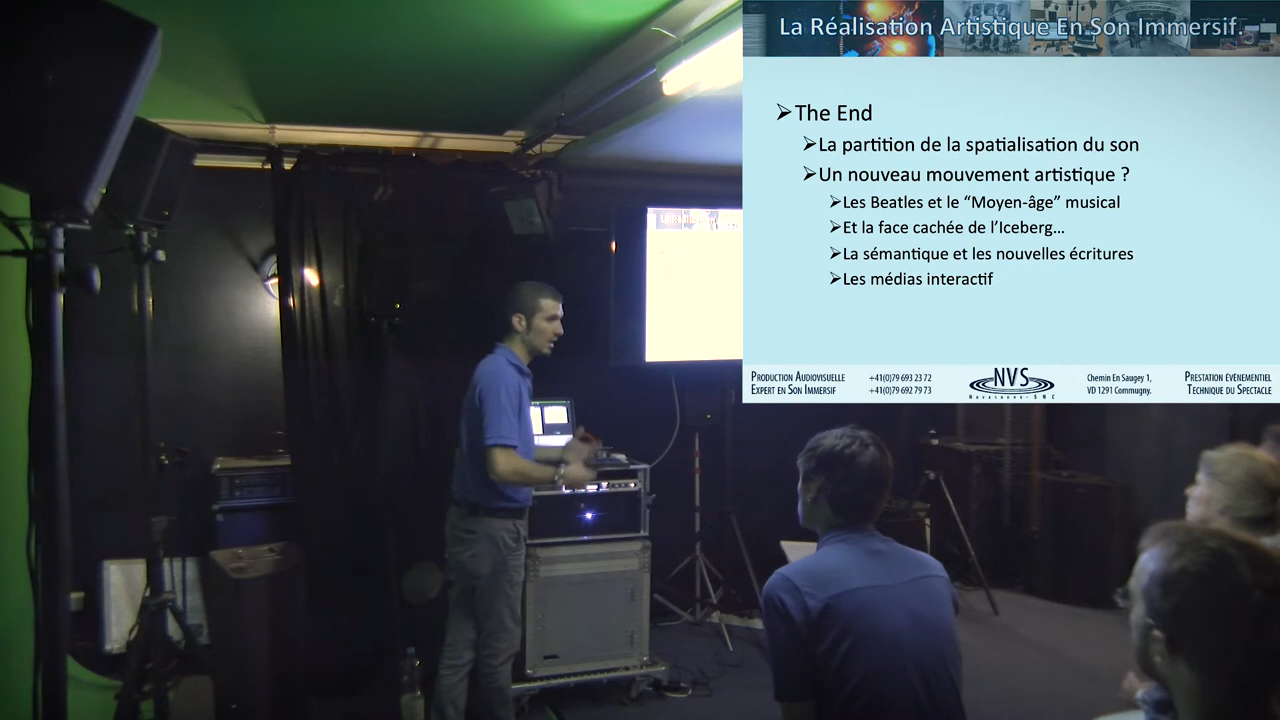 La Réalisation Artistique En Son Immersif.
➢The End
➢La partition de la spatialisation du son
➢Un nouveau mouvement artistique ?
➢Les Beatles et le “Moyen-âge” musical
➢Et la face cachée de l’Iceberg…
➢La sémantique et les nouvelles écritures
➢Les médias interactif
Production Audiovisuelle
Expert en Son Immersif
+41(0)79 693 23 72
+41(0)79 692 79 73
NVS
Navatoune-SNC
Chemin En Saugey 1,
VD 1291 Commugny.
Prestation évènementiel
Technique du Spectacle